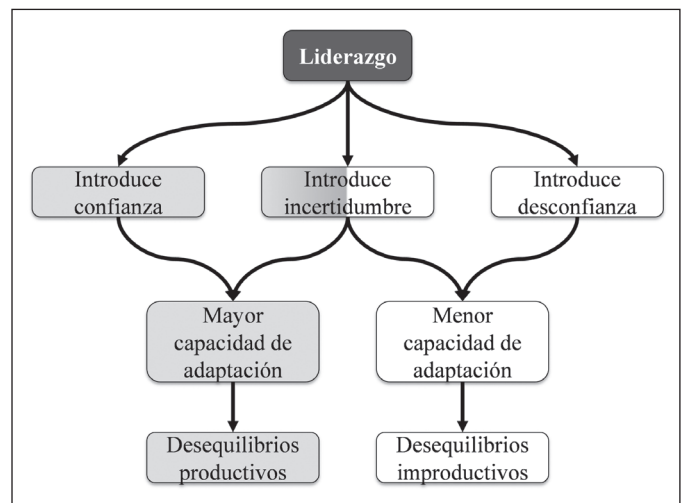 Liderazgo
Introduce
confianza
Introduce
incertidumbre
Introduce
desconfianza
Mayor
capacidad de
adaptación
Menor
capacidad de
adaptación
Desequilibrios
productivos
Desequilibrios
improductivos